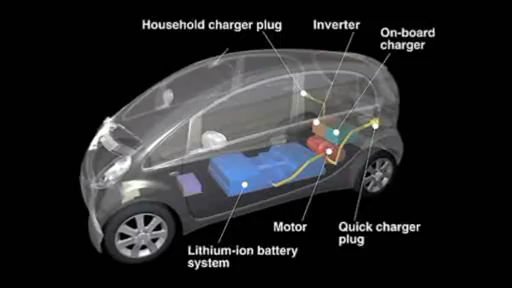 Household charger plug
Inverter
On-board
charger
Motor
Quick charger
plug
Lithium-ion battery
system